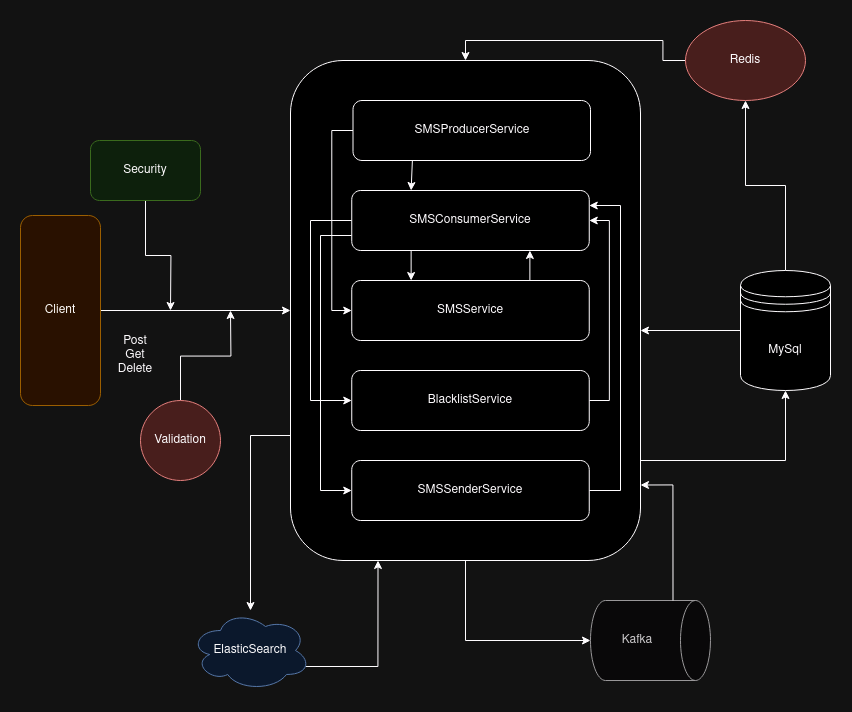 Redis
SMSProducerService
Security
SMSConsumerService
Client
SMSService
Post
Get
Delete
MySql
BlacklistService
Validation
SMSSenderService
Kafka
ElasticSearch